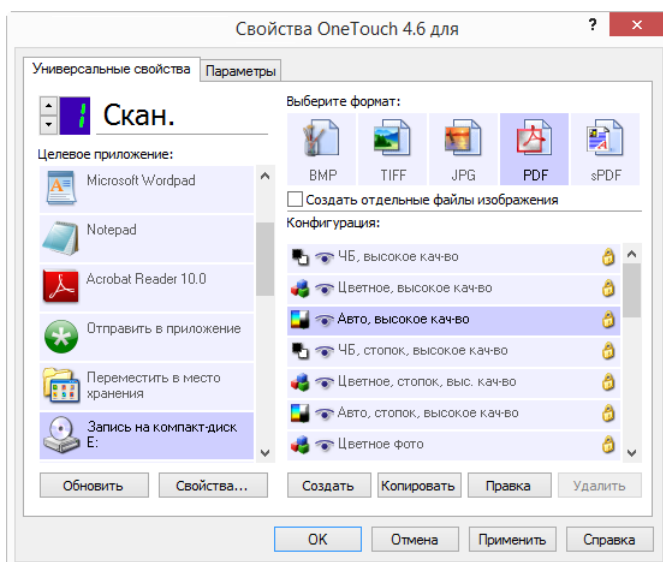 Свойства OneTouch 4.6 для
?
Универсальные свойства
Параметры
1
Скан.
Целевое приложение:
Microsoft Wordpad
Notepad
Acrobat Reader 10.0
Отправить в приложение
Переместить в место
хранения
Запись на компакт-диск
E:
Обновить
Свойства...
Выберите формат:
BMP
TIFF
JPG
PDF
sPDF
Создать отдельные файлы изображения
Конфигурация:
ЧБ, высокое кач-во
Цветное, высокое кач-во
Авто, высокое кач-во
ЧБ, стопок, высокое кач-во
Цветное, стопок, выс. кач-во
Авто, стопок, высокое кач-во
Цветное фото
Создать
Копировать
Правка
Удалить
OK
Отмена
Применить
Справка